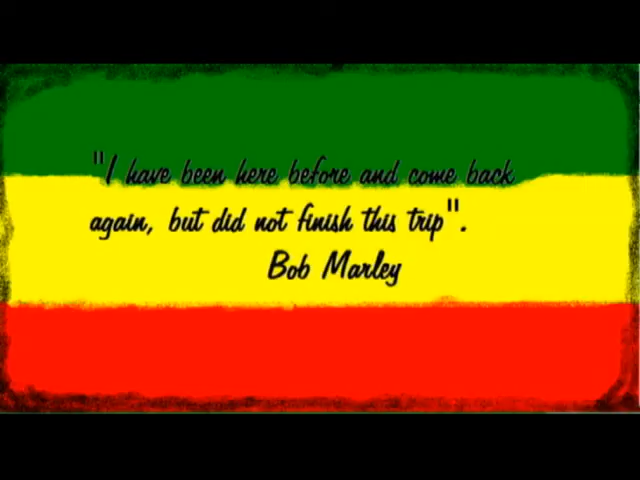 "I have been here before and come back
again, but did not finish this trip".
Bob Marley